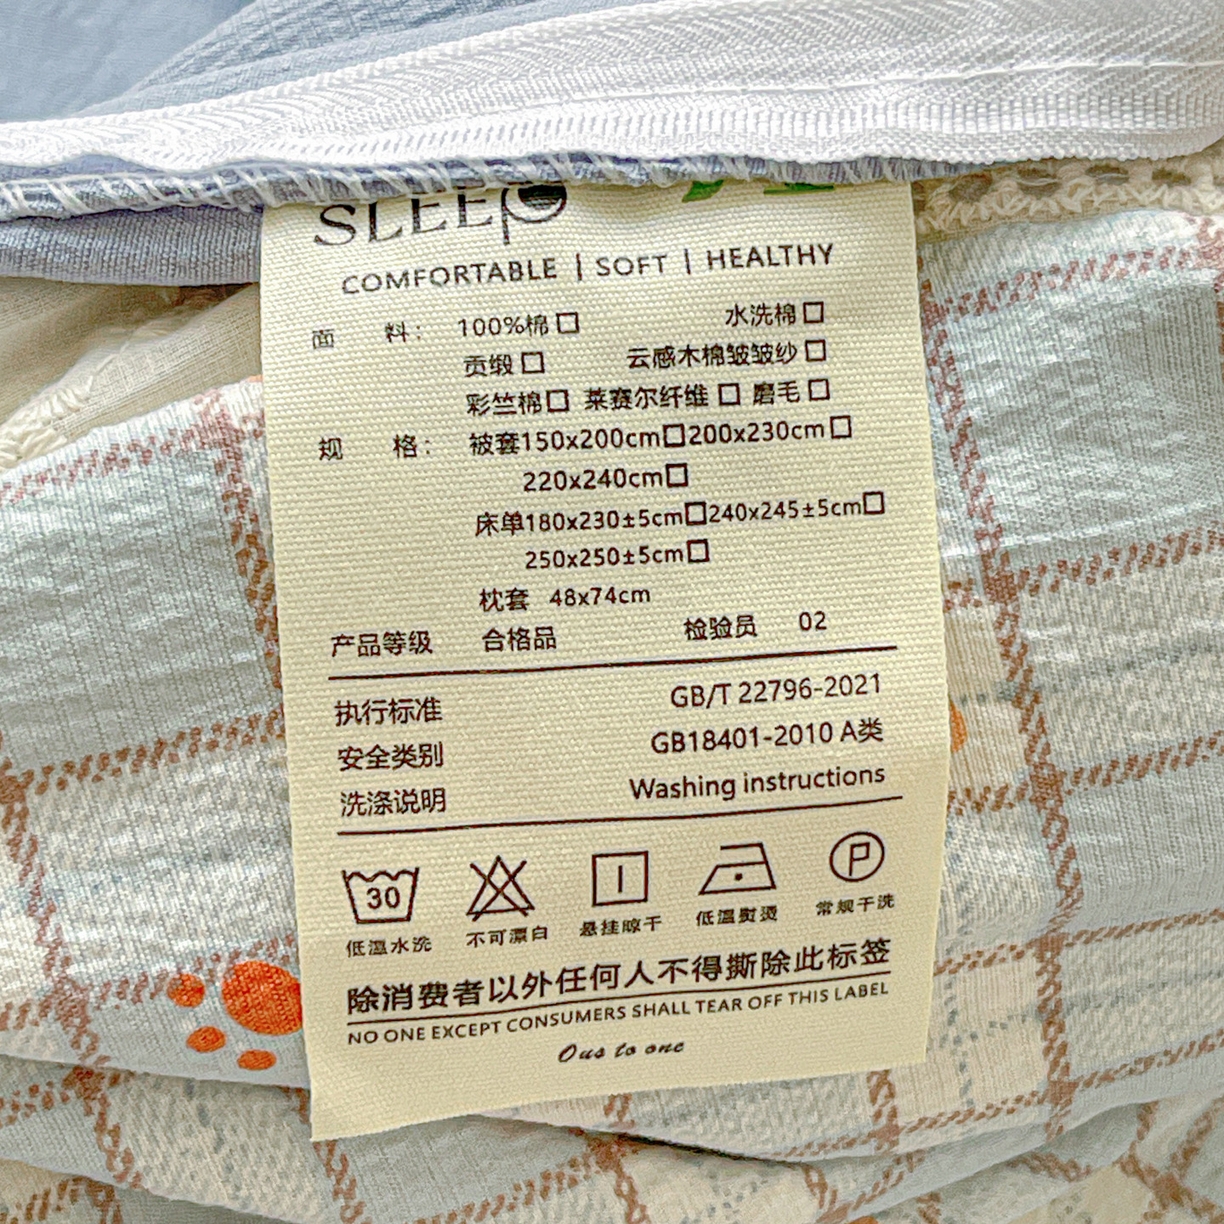 SLEEP
COMFORTABLE | SOFT | HEALTHY
面 料： 100%棉□ 水洗棉□
贡缎□ 云感木棉皱皱纱□
彩竺棉□ 莱赛尔纤维□ 磨毛□
规 格： 被套150x200cm□200x230cm□
220x240cm□
床单180x230±5cm□240x245±5cm□
250x250±5cm□
枕套 48x74cm
产品等级 合格品 检验员 02
执行标准 GB/T 22796-2021
安全类别 GB18401-2010 A类
洗涤说明 Washing instructions
30 P
低温水洗 不可漂白 悬挂晾干 低温熨烫 常规干洗
除消费者以外任何人不得撕除此标签
NO ONE EXCEPT CONSUMERS SHALL TEAR OFF THIS LABEL
Ous to one